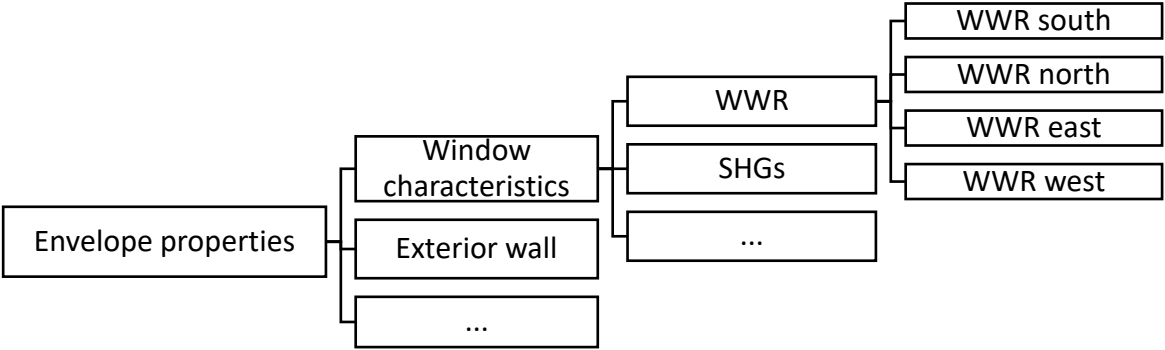 Envelope properties
Window
characteristics
Exterior wall
...
WWR
SHGs
...
WWR south
WWR north
WWR east
WWR west